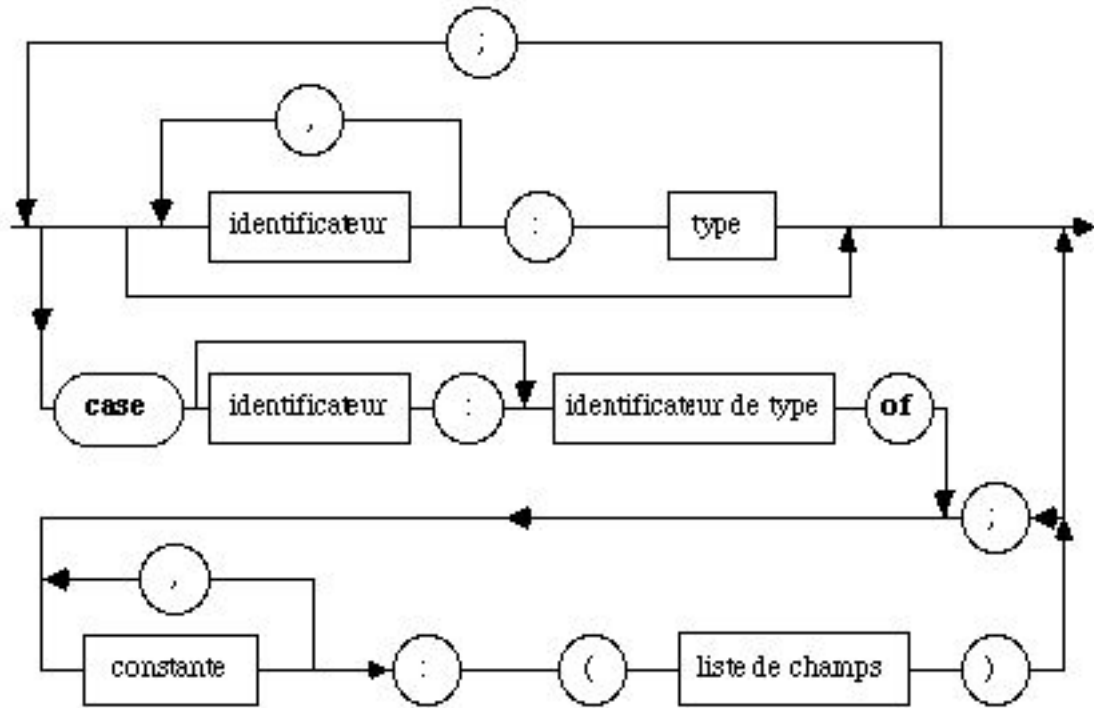 ;
,
identificateur : type
case identificateur : identificateur de type of
;
,
constante : ( liste de champs )